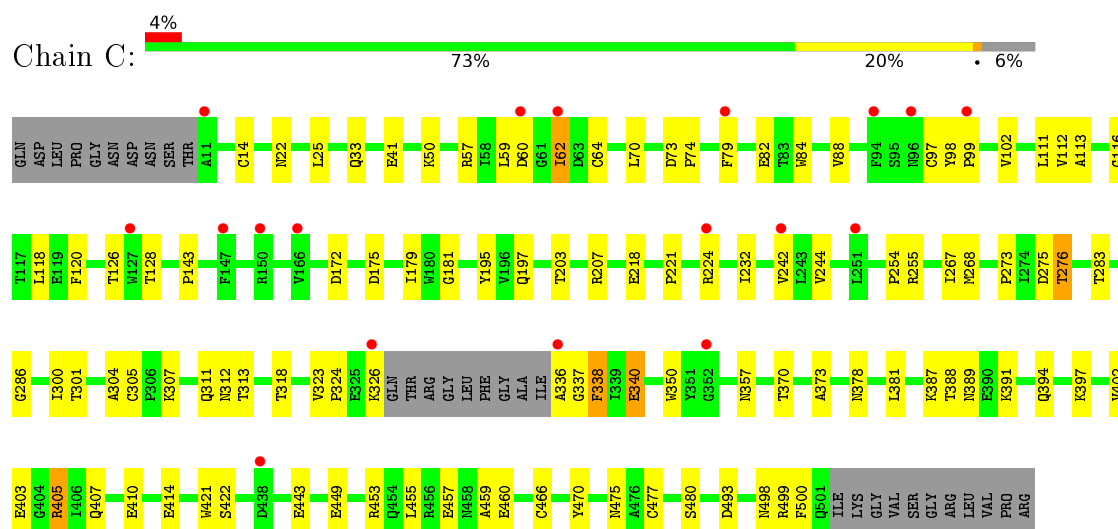 4%
Chain C:
73% 20% • 6%
GLN ASP LEU PRO GLY ASN ASP ASN SER THR A11 C14 N22 L25 Q33 E41 K50 R57 I58 L59 D60 G61 I62 D63 C64 L70 D73 P74 F79 E82 T83 W84 V88 F94 S95 N96 C97 Y98 P99 V102 L111 V112 A113
T117 L118 E119 F120 T126 W127 T128 P143 F147 R150 V166 D172 D175 I179 W180 G181 Y195 V196 Q197 T203 R207 E218 P221 R224 I232 V242 L243 V244 L251 P254 R255 I267 M268 P273 I274 D275 T276 T283
G286 I300 T301 A304 C305 P306 K307 Q311 N312 T313 T318 V323 P324 E325 K326 GLN THR ARG GLY LEU PHE GLY ALA ILE A336 G337 F338 I339 E340 W350 Y351 G352 N357 T370 A373 N378 L381 K387 T388 N389 E390 K391 Q394 K397
E403 G404 R405 I406 Q407 E410 E414 W421 S422 D438 E443 E449 R453 Q454 L455 R456 E457 N458 A459 E460 C466 Y470 N475 A476 C477 S480 D493 N498 R499 F500 Q501 ILE LYS GLY VAL SER GLY ARG LEU VAL PRO ARG